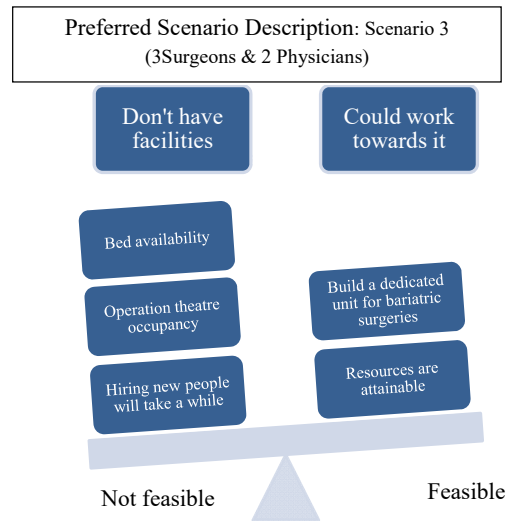 Preferred Scenario Description: Scenario 3
(3Surgeons & 2 Physicians)
Don't have
facilities
Could work
towards it
Bed availability
Operation theatre
occupancy
Hiring new people
will take a while
Build a dedicated
unit for bariatric
surgeries
Resources are
attainable
Not feasible
Feasible